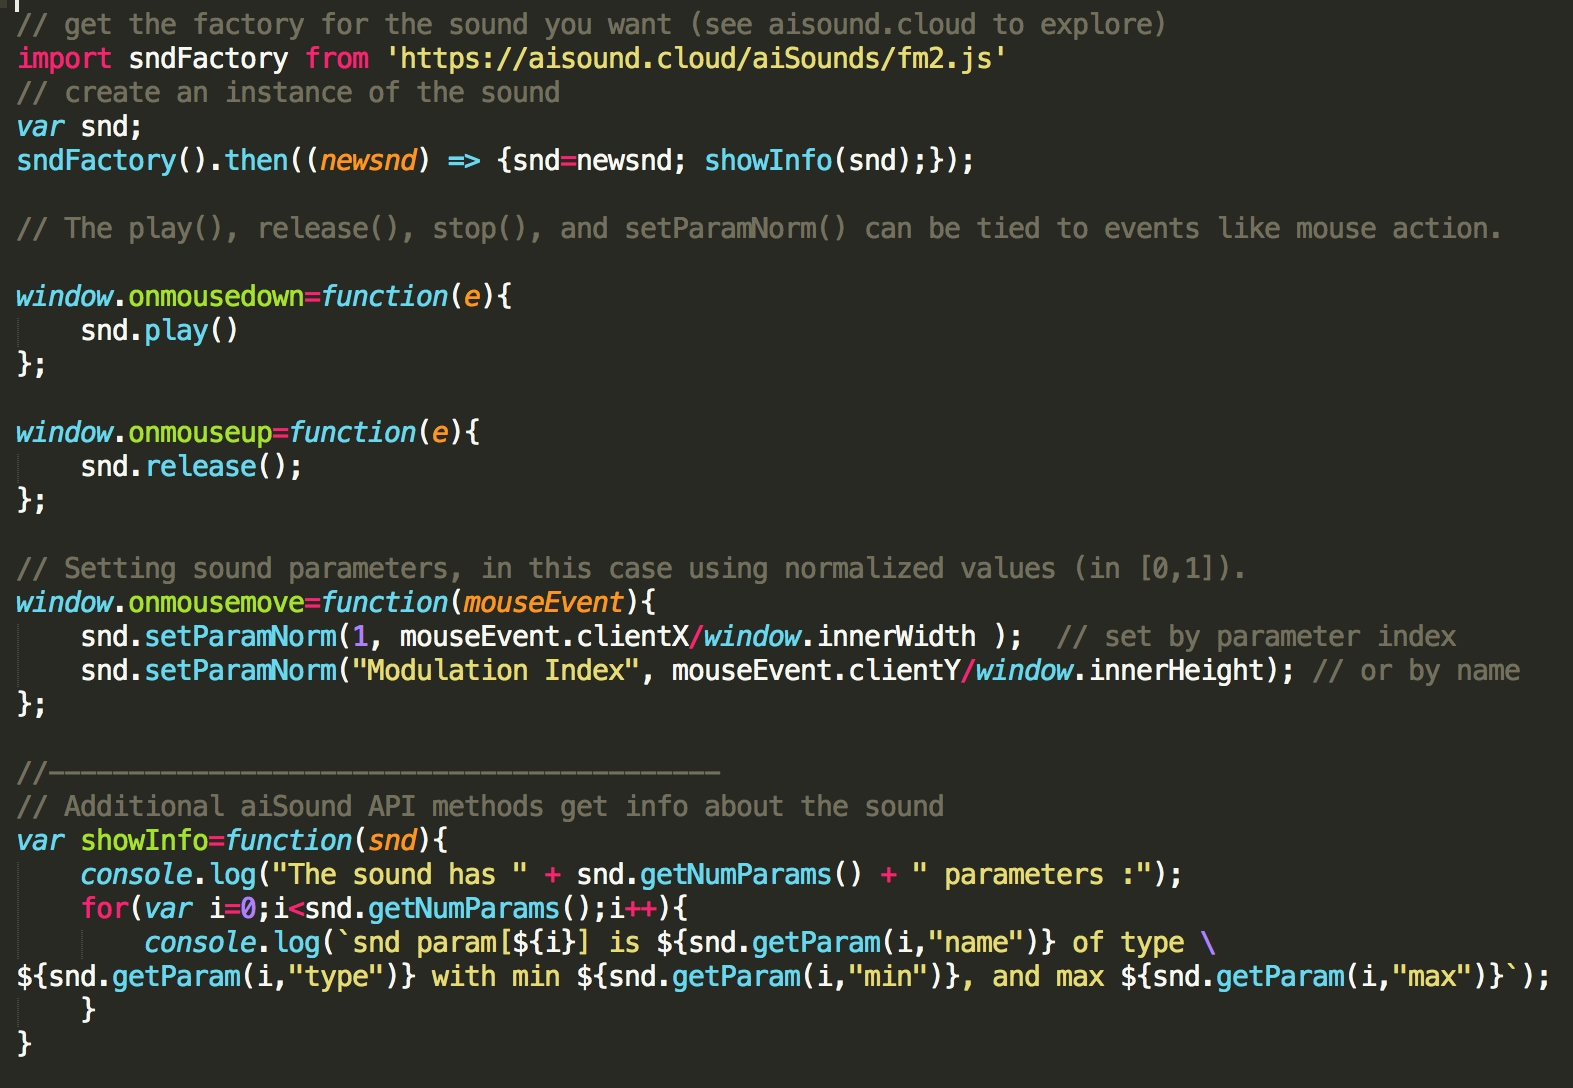 // get the factory for the sound you want (see aisound.cloud to explore)
import sndFactory from 'https://aisound.cloud/aiSounds/fm2.js'
// create an instance of the sound
var snd;
sndFactory().then((newsnd) => {snd=newsnd; showInfo(snd);});

// The play(), release(), stop(), and setParamNorm() can be tied to events like mouse action.

window.onmousedown=function(e){
    snd.play()
};

window.onmouseup=function(e){
    snd.release();
};

// Setting sound parameters, in this case using normalized values (in [0,1]).
window.onmousemove=function(mouseEvent){
    snd.setParamNorm(1, mouseEvent.clientX/window.innerWidth );  // set by parameter index
    snd.setParamNorm("Modulation Index", mouseEvent.clientY/window.innerHeight); // or by name
};

//------------------------------------------
// Additional aiSound API methods get info about the sound
var showInfo=function(snd){
    console.log("The sound has " + snd.getNumParams() + " parameters :");
    for(var i=0;i<snd.getNumParams();i++){
        console.log(`snd param[${i}] is ${snd.getParam(i,"name")} of type \
${snd.getParam(i,"type")} with min ${snd.getParam(i,"min")}, and max ${snd.getParam(i,"max")}`);
    }
}